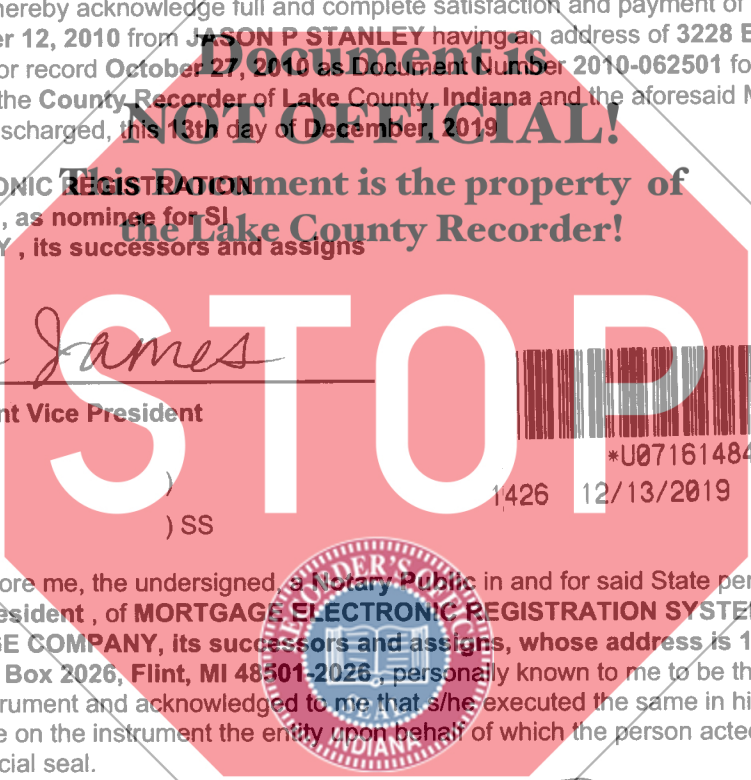 hereby acknowledge full and complete satisfaction and payment of
er 12, 2010 from JASON P STANLEY having an address of 3228 E
or record October 27, 2010 as Document Number 2010-062501 fo
the County Recorder of Lake County, Indiana and the aforesaid M
scharged, this 13th day of December, 2019
Document is
NOT OFFICIAL!
This Document is the property of
the Lake County Recorder!
ONIC REGISTRATION
, as nominee for SI
Y , its successors and assigns
STOP
James
nt Vice President
*U07161484
1426 12/13/2019
)
) SS
ore me, the undersigned, a Notary Public in and for said State per
esident , of MORTGAGE ELECTRONIC REGISTRATION SYSTE
GE COMPANY, its successors and assigns, whose address is 1
Box 2026, Flint, MI 48501-2026 , personally known to me to be th
rument and acknowledged to me that s/he executed the same in hi
e on the instrument the entity upon behalf of which the person acte
cial seal.
RECORDER'S OFFICE
SEAL
INDIANA